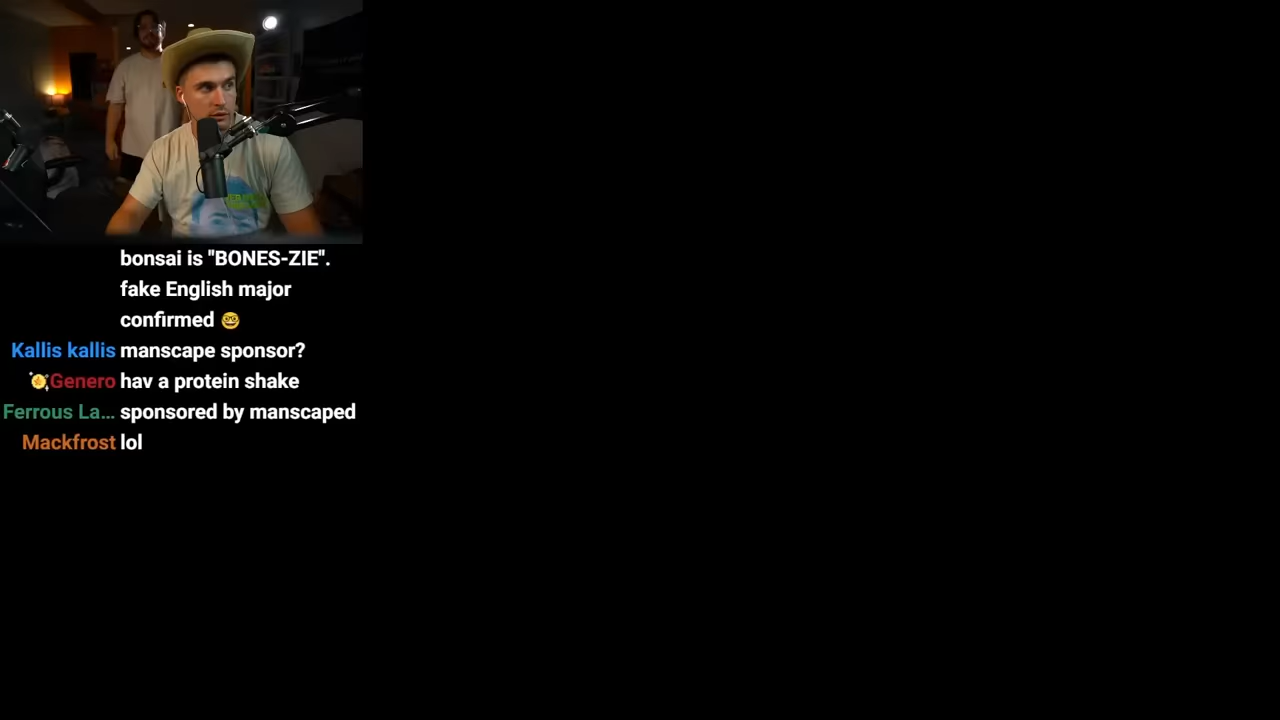 bonsai is "BONES-ZIE".
fake English major
confirmed 🤓
Kallis kallis manscape sponsor?
Genero hav a protein shake
Ferrous La... sponsored by manscaped
Mackfrost lol